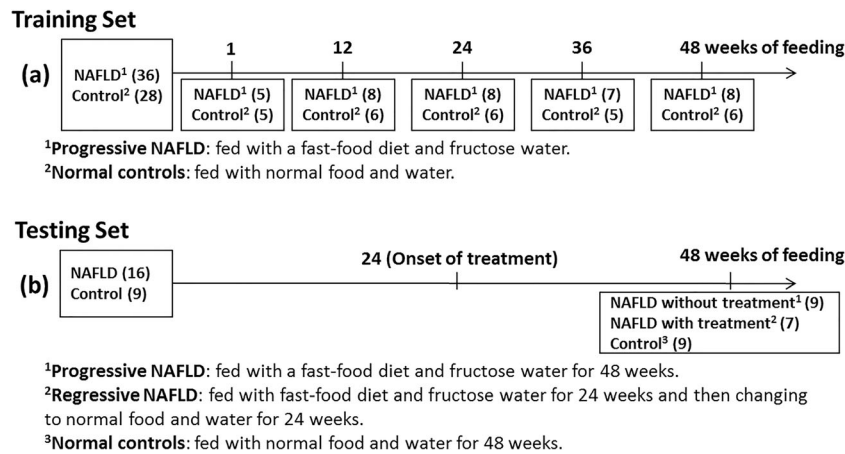 Training Set
1 12 24 36 48 weeks of feeding
(a)
NAFLD¹ (36)
Control² (28)
NAFLD¹ (5)
Control² (5)
NAFLD¹ (8)
Control² (6)
NAFLD¹ (8)
Control² (6)
NAFLD¹ (7)
Control² (5)
NAFLD¹ (8)
Control² (6)
¹Progressive NAFLD: fed with a fast-food diet and fructose water.
²Normal controls: fed with normal food and water.
Testing Set
24 (Onset of treatment) 48 weeks of feeding
(b)
NAFLD (16)
Control (9)
NAFLD without treatment¹ (9)
NAFLD with treatment² (7)
Control³ (9)
¹Progressive NAFLD: fed with a fast-food diet and fructose water for 48 weeks.
²Regressive NAFLD: fed with fast-food diet and fructose water for 24 weeks and then changing
to normal food and water for 24 weeks.
³Normal controls: fed with normal food and water for 48 weeks.